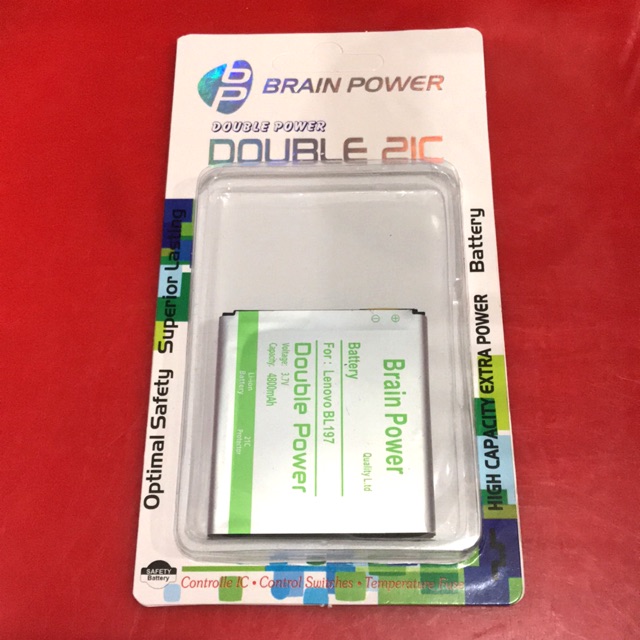 bp
BRAIN POWER
DOUBLE POWER
DOUBLE 2IC
Optimal Safety Superior Lasting
HIGH CAPACITY EXTRA POWER Battery
Brain Power
Quality Ltd
Battery
For : Lenovo BL197
Double Power
Voltage: 3.7V
Capacity: 4800mAh
Li-ion
Battery
2IC
Protector
SAFETY
Battery
Controlle IC • Control Switches • Temperature Fuse